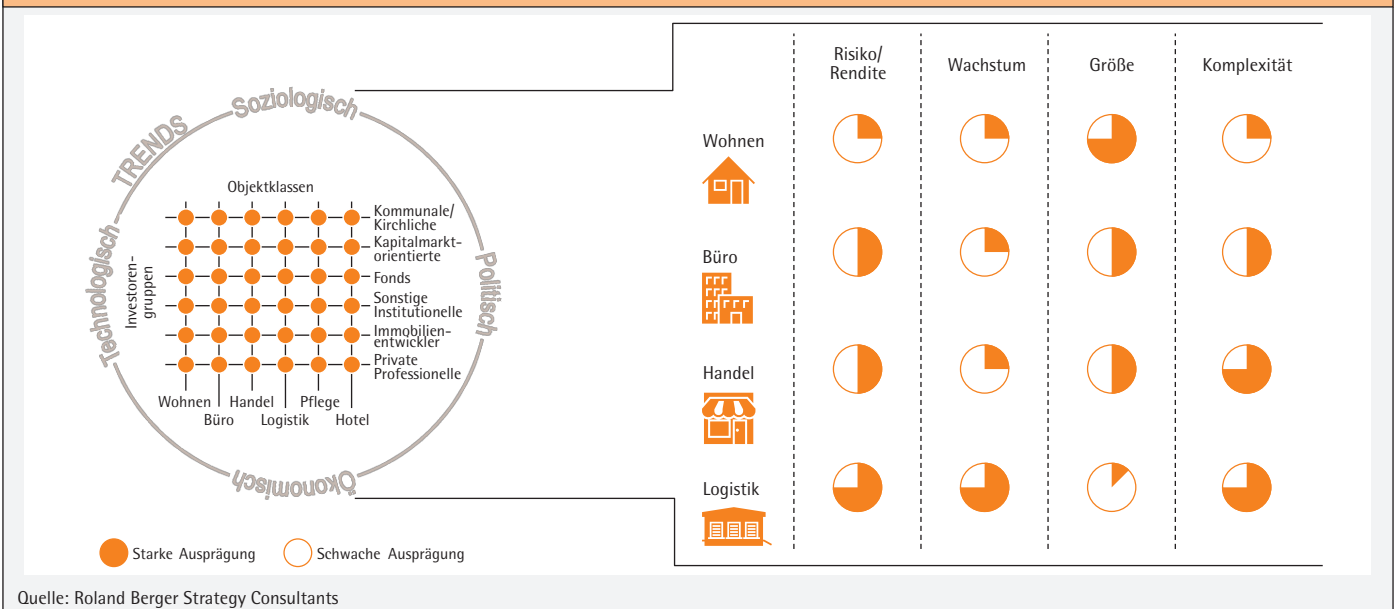 Soziologisch
TRENDS
Technologisch
Politisch
Ökonomisch
Objektklassen
Investoren-
gruppen
Kommunale/
Kirchliche
Kapitalmarkt-
orientierte
Fonds
Sonstige
Institutionelle
Immobilien-
entwickler
Private
Professionelle
Wohnen Handel Pflege
Büro Logistik Hotel
Starke Ausprägung Schwache Ausprägung
Risiko/
Rendite
Wachstum
Größe
Komplexität
Wohnen
Büro
Handel
Logistik
Quelle: Roland Berger Strategy Consultants